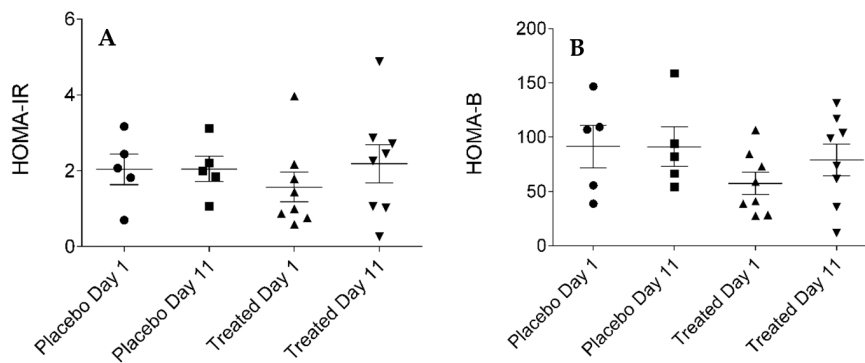 A
HOMA-IR
6
4
2
0
Placebo Day 1
Placebo Day 11
Treated Day 1
Treated Day 11
B
HOMA-B
200
150
100
50
0
Placebo Day 1
Placebo Day 11
Treated Day 1
Treated Day 11